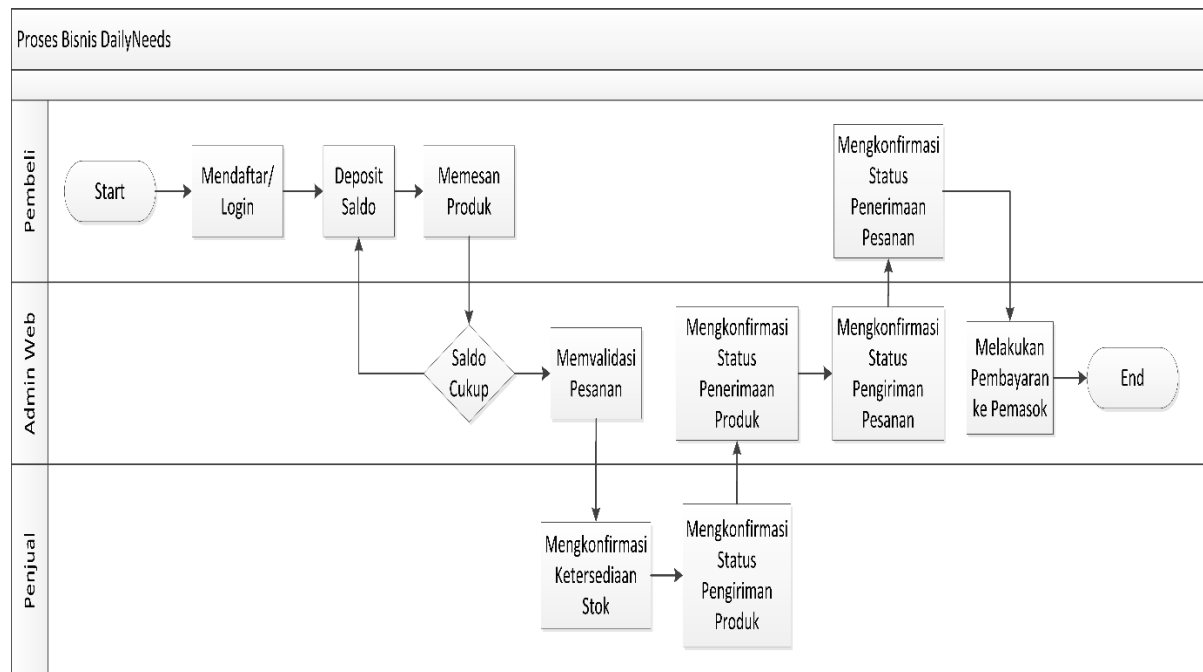 Proses Bisnis DailyNeeds
Pembeli
Start
Mendaftar/
Login
Deposit
Saldo
Memesan
Produk
Mengkonfirmasi
Status
Penerimaan
Pesanan
Admin Web
Saldo
Cukup
Memvalidasi
Pesanan
Mengkonfirmasi
Status
Penerimaan
Produk
Mengkonfirmasi
Status
Pengiriman
Pesanan
Melakukan
Pembayaran
ke Pemasok
End
Penjual
Mengkonfirmasi
Ketersediaan
Stok
Mengkonfirmasi
Status
Pengiriman
Produk